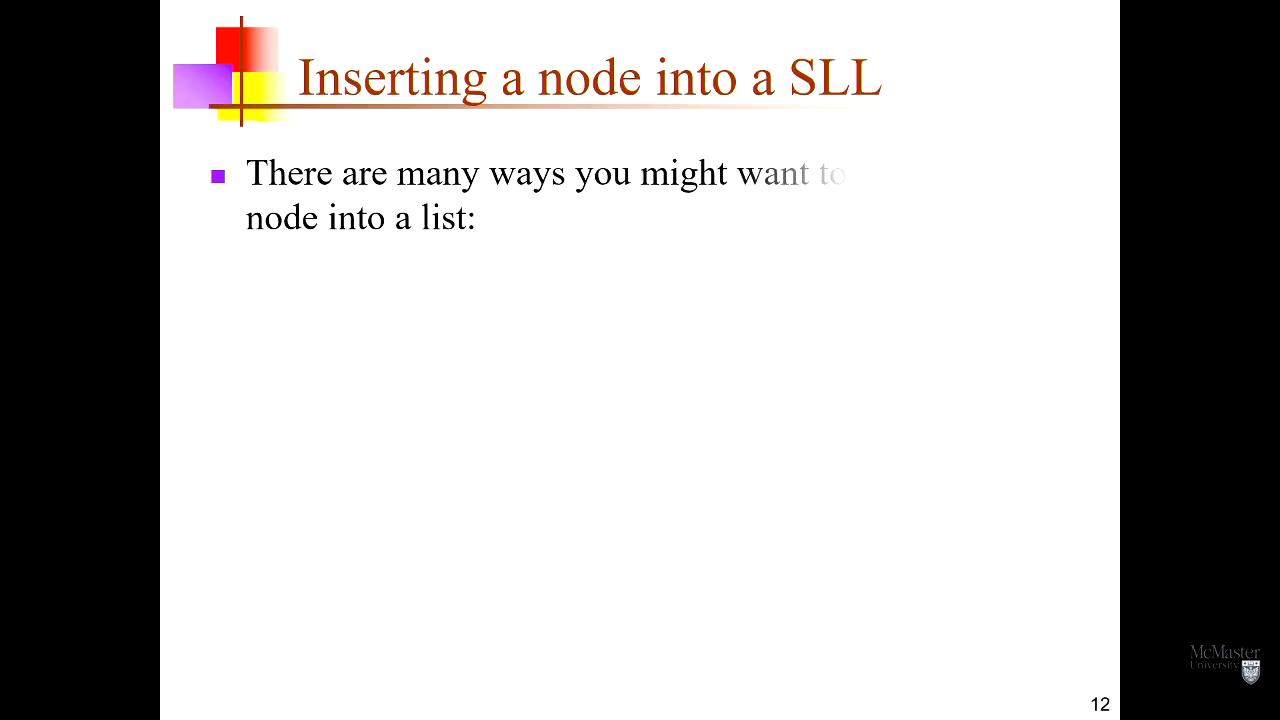 Inserting a node into a SLL
There are many ways you might want to
node into a list:
McMaster
University
12